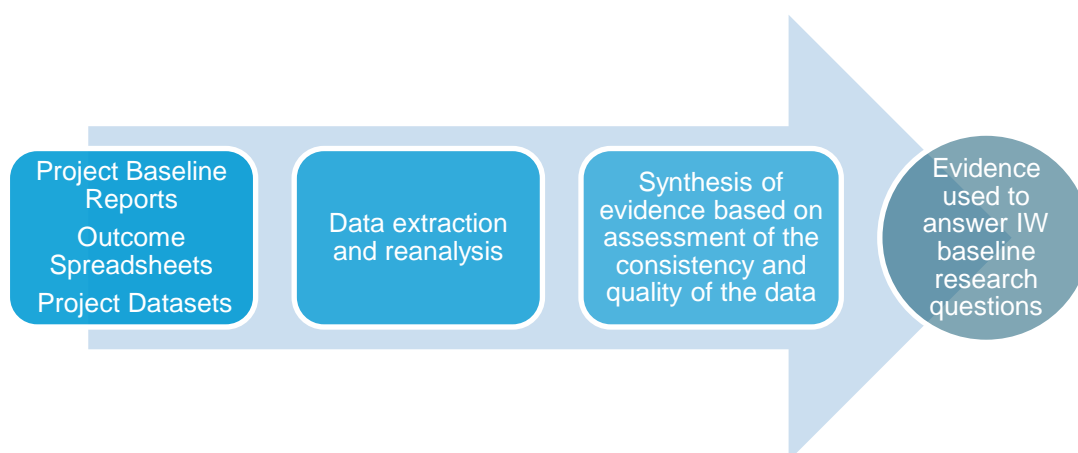 Project Baseline
Reports
Outcome
Spreadsheets
Project Datasets
Data extraction
and reanalysis
Synthesis of
evidence based on
assessment of the
consistency and
quality of the data
Evidence
used to
answer IW
baseline
research
questions